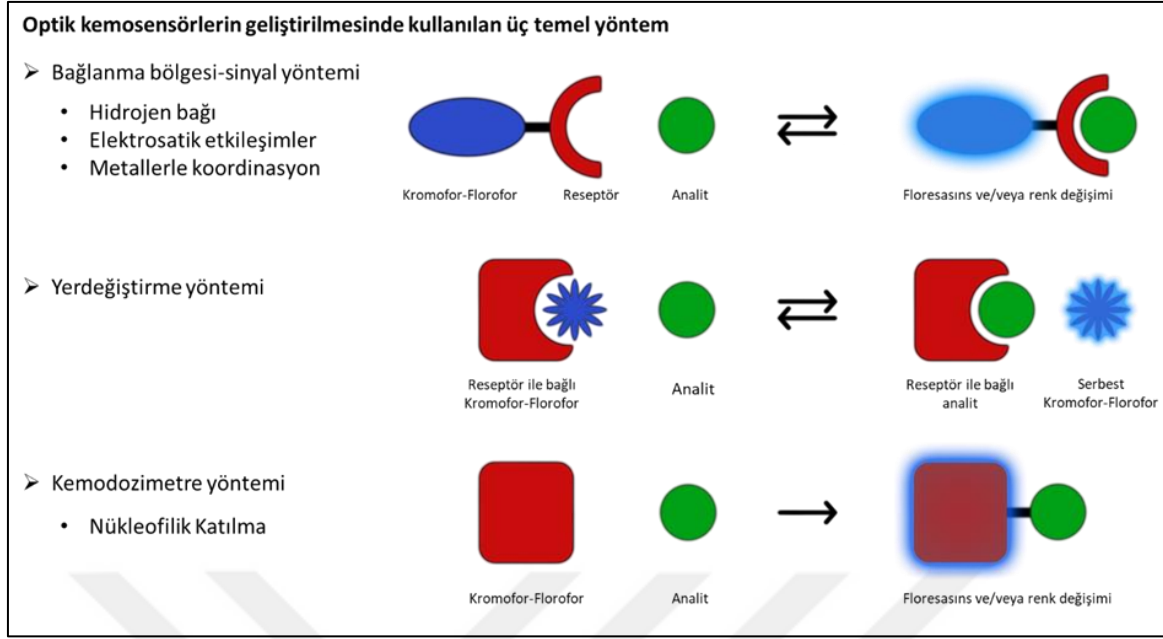 Optik kemosensörlerin geliştirilmesinde kullanılan üç temel yöntem
➢ Bağlanma bölgesi-sinyal yöntemi
• Hidrojen bağı
• Elektrosatik etkileşimler
• Metallerle koordinasyon
Kromofor-Florofor Reseptör Analit Floresasıns ve/veya renk değişimi
➢ Yerdeğiştirme yöntemi
Reseptör ile bağlı
Kromofor-Florofor
Analit
Reseptör ile bağlı
analit
Serbest
Kromofor-Florofor
➢ Kemodozimetre yöntemi
• Nükleofilik Katılma
Kromofor-Florofor Analit Floresasıns ve/veya renk değişimi